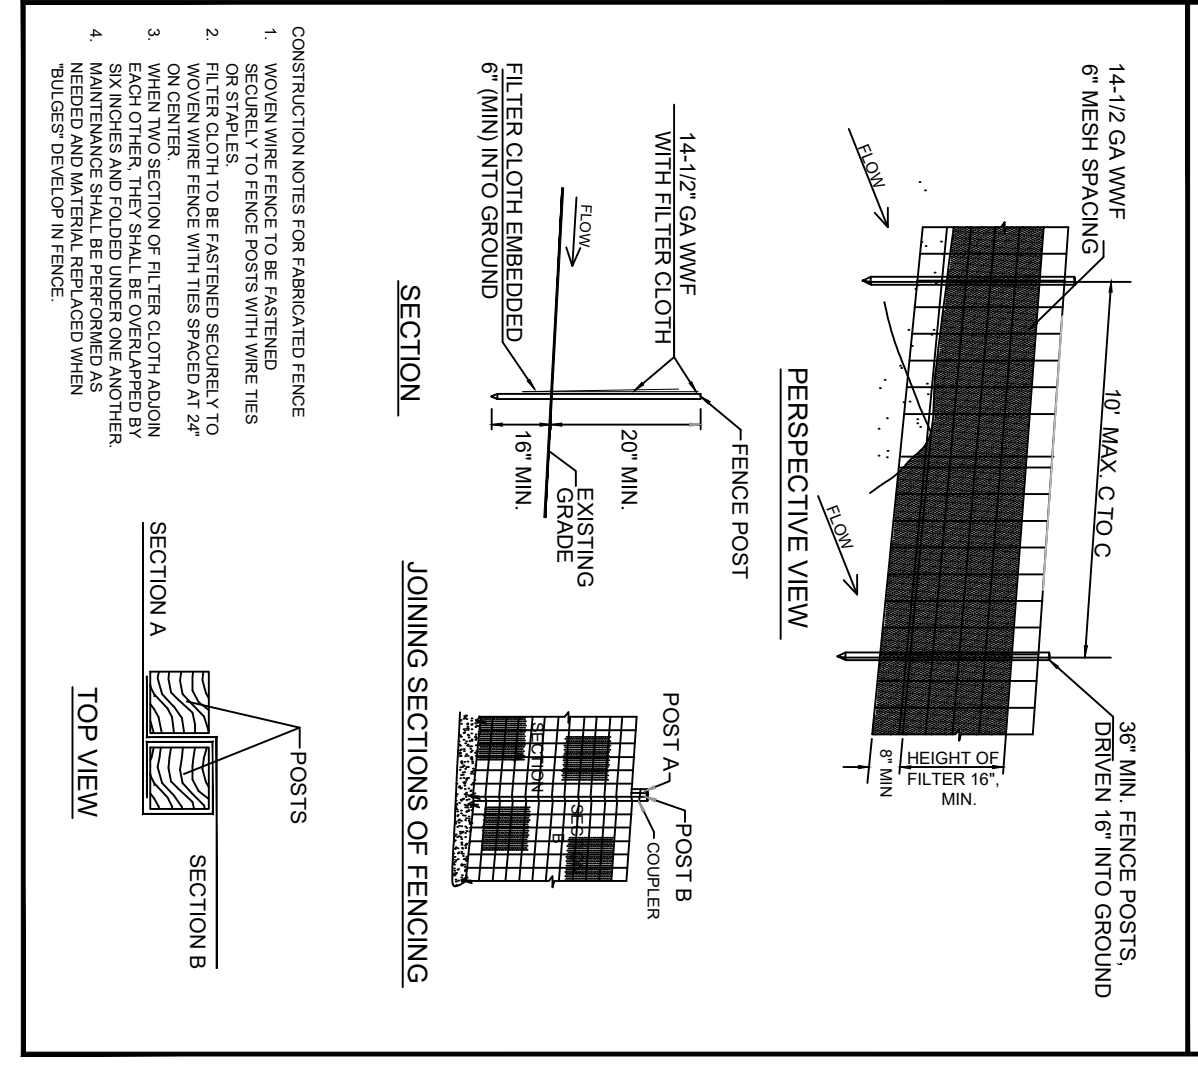 14-1/2 GA WWF
6" MESH SPACING
10' MAX. C TO C
36" MIN. FENCE POSTS,
DRIVEN 16" INTO GROUND
FLOW
FLOW
HEIGHT OF
FILTER 16",
MIN.
8" MIN
PERSPECTIVE VIEW
14-1/2" GA WWF
WITH FILTER CLOTH
FENCE POST
FLOW
20" MIN.
FILTER CLOTH EMBEDDED
6" (MIN) INTO GROUND
EXISTING
GRADE
16" MIN.
SECTION
POST A
POST B
COUPLER
SECTION
B
SECTION
JOINING SECTIONS OF FENCING
CONSTRUCTION NOTES FOR FABRICATED FENCE
1. WOVEN WIRE FENCE TO BE FASTENED
SECURELY TO FENCE POSTS WITH WIRE TIES
OR STAPLES.
2. FILTER CLOTH TO BE FASTENED SECURELY TO
WOVEN WIRE FENCE WITH TIES SPACED AT 24"
ON CENTER.
3. WHEN TWO SECTION OF FILTER CLOTH ADJOIN
EACH OTHER, THEY SHALL BE OVERLAPPED BY
SIX INCHES AND FOLDED UNDER ONE ANOTHER.
4. MAINTENANCE SHALL BE PERFORMED AS
NEEDED AND MATERIAL REPLACED WHEN
"BULGES" DEVELOP IN FENCE.
POSTS
SECTION B
SECTION A
TOP VIEW